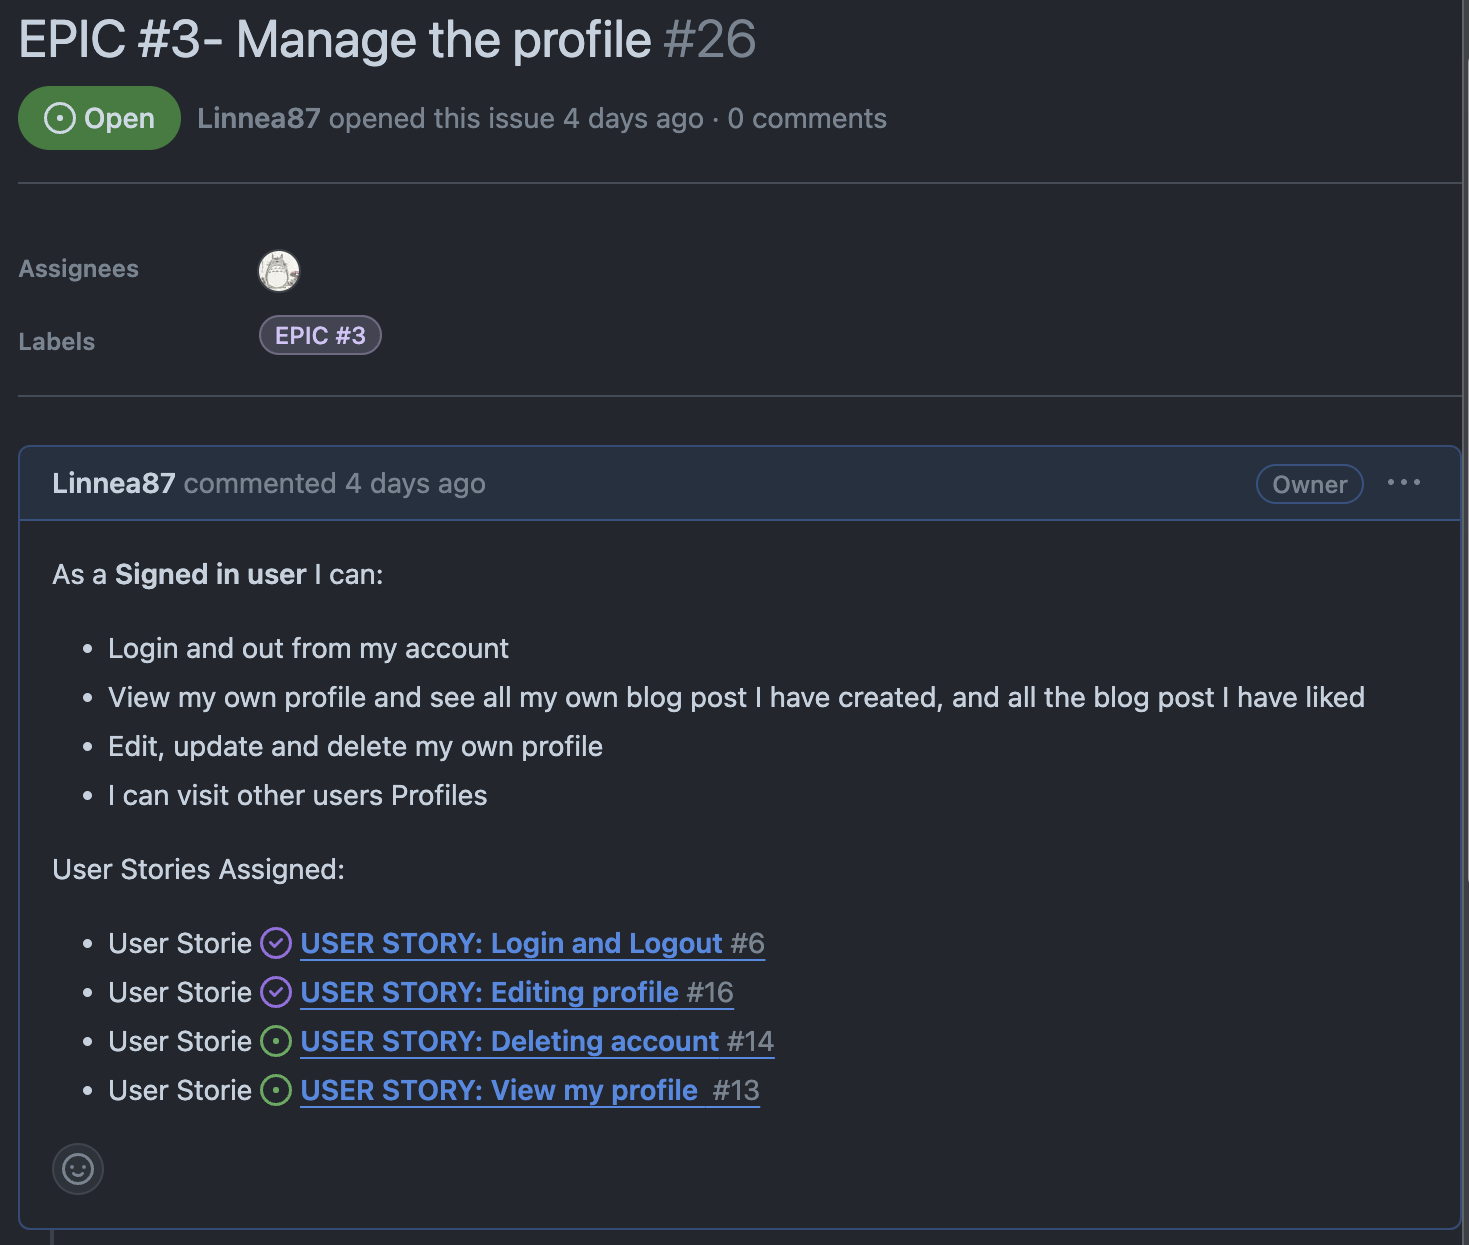 EPIC #3- Manage the profile #26
Open Linnea87 opened this issue 4 days ago · 0 comments
Assignees
Labels EPIC #3
Linnea87 commented 4 days ago Owner
As a Signed in user I can:
• Login and out from my account
• View my own profile and see all my own blog post I have created, and all the blog post I have liked
• Edit, update and delete my own profile
• I can visit other users Profiles
User Stories Assigned:
• User Storie USER STORY: Login and Logout #6
• User Storie USER STORY: Editing profile #16
• User Storie USER STORY: Deleting account #14
• User Storie USER STORY: View my profile #13